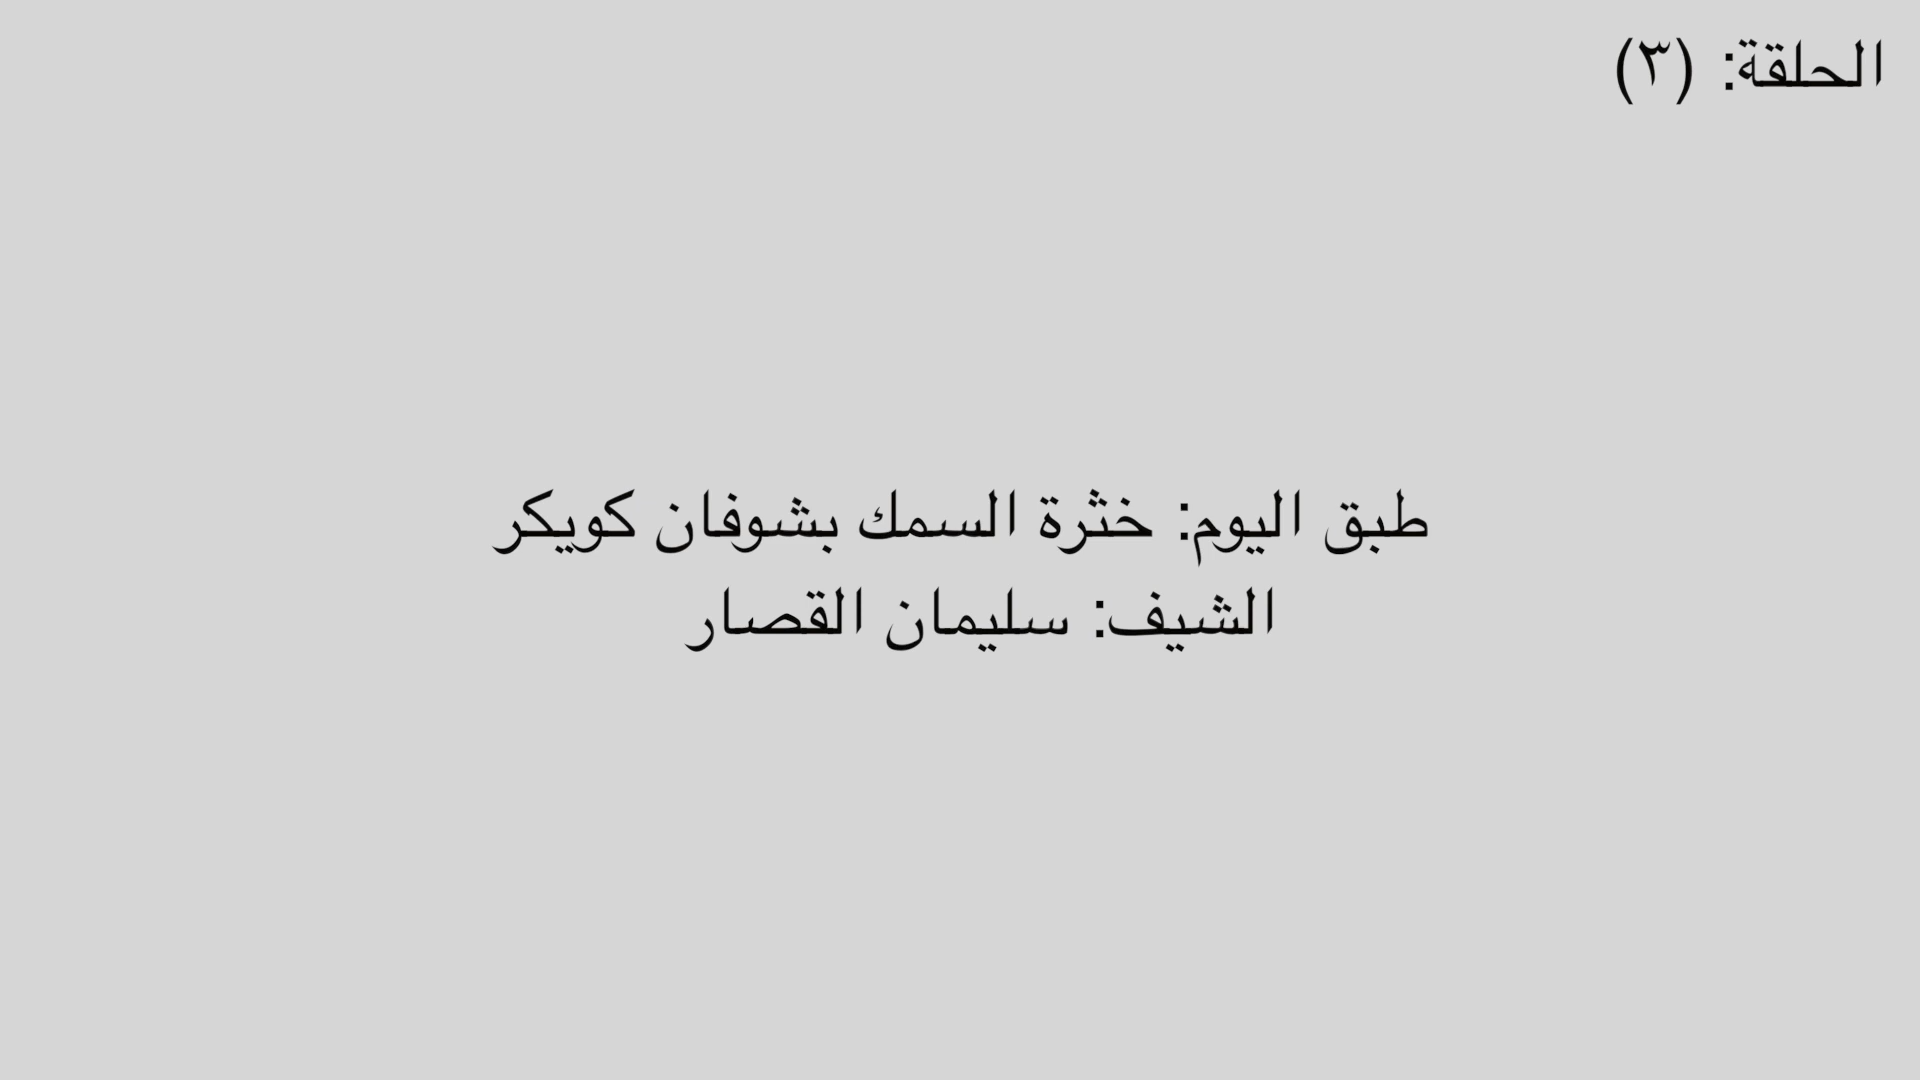 الحلقة: (٣)
طبق اليوم: خثرة السمك بشوفان كويكر
الشيف: سليمان القصار